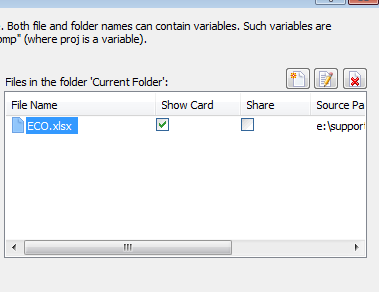 . Both file and folder names can contain variables. Such variables are
omp" (where proj is a variable).
Files in the folder 'Current Folder':
File Name Show Card Share Source Pa
ECO.xlsx e:\support